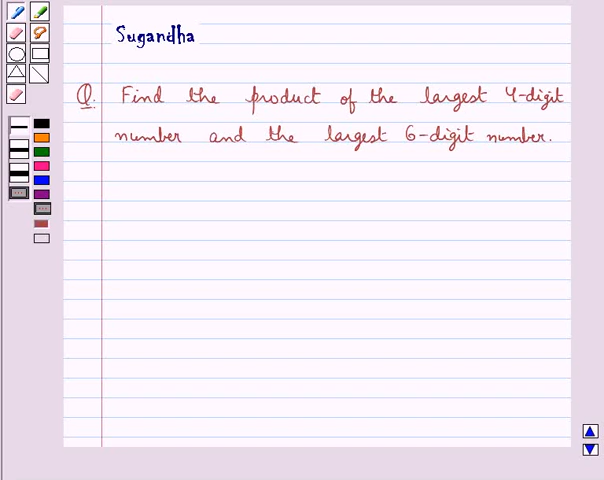 Sugandha
Q. Find the product of the largest 4-digit
number and the largest 6-digit number.